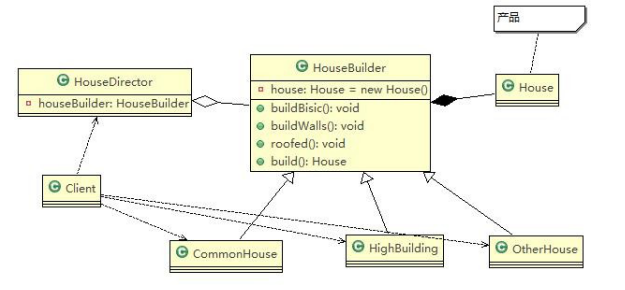 产品
HouseBuilder
HouseDirector
house: House = new House()
House
houseBuilder: HouseBuilder
buildBisic(): void
buildWalls(): void
roofed(): void
build(): House
Client
CommonHouse
HighBuilding
OtherHouse